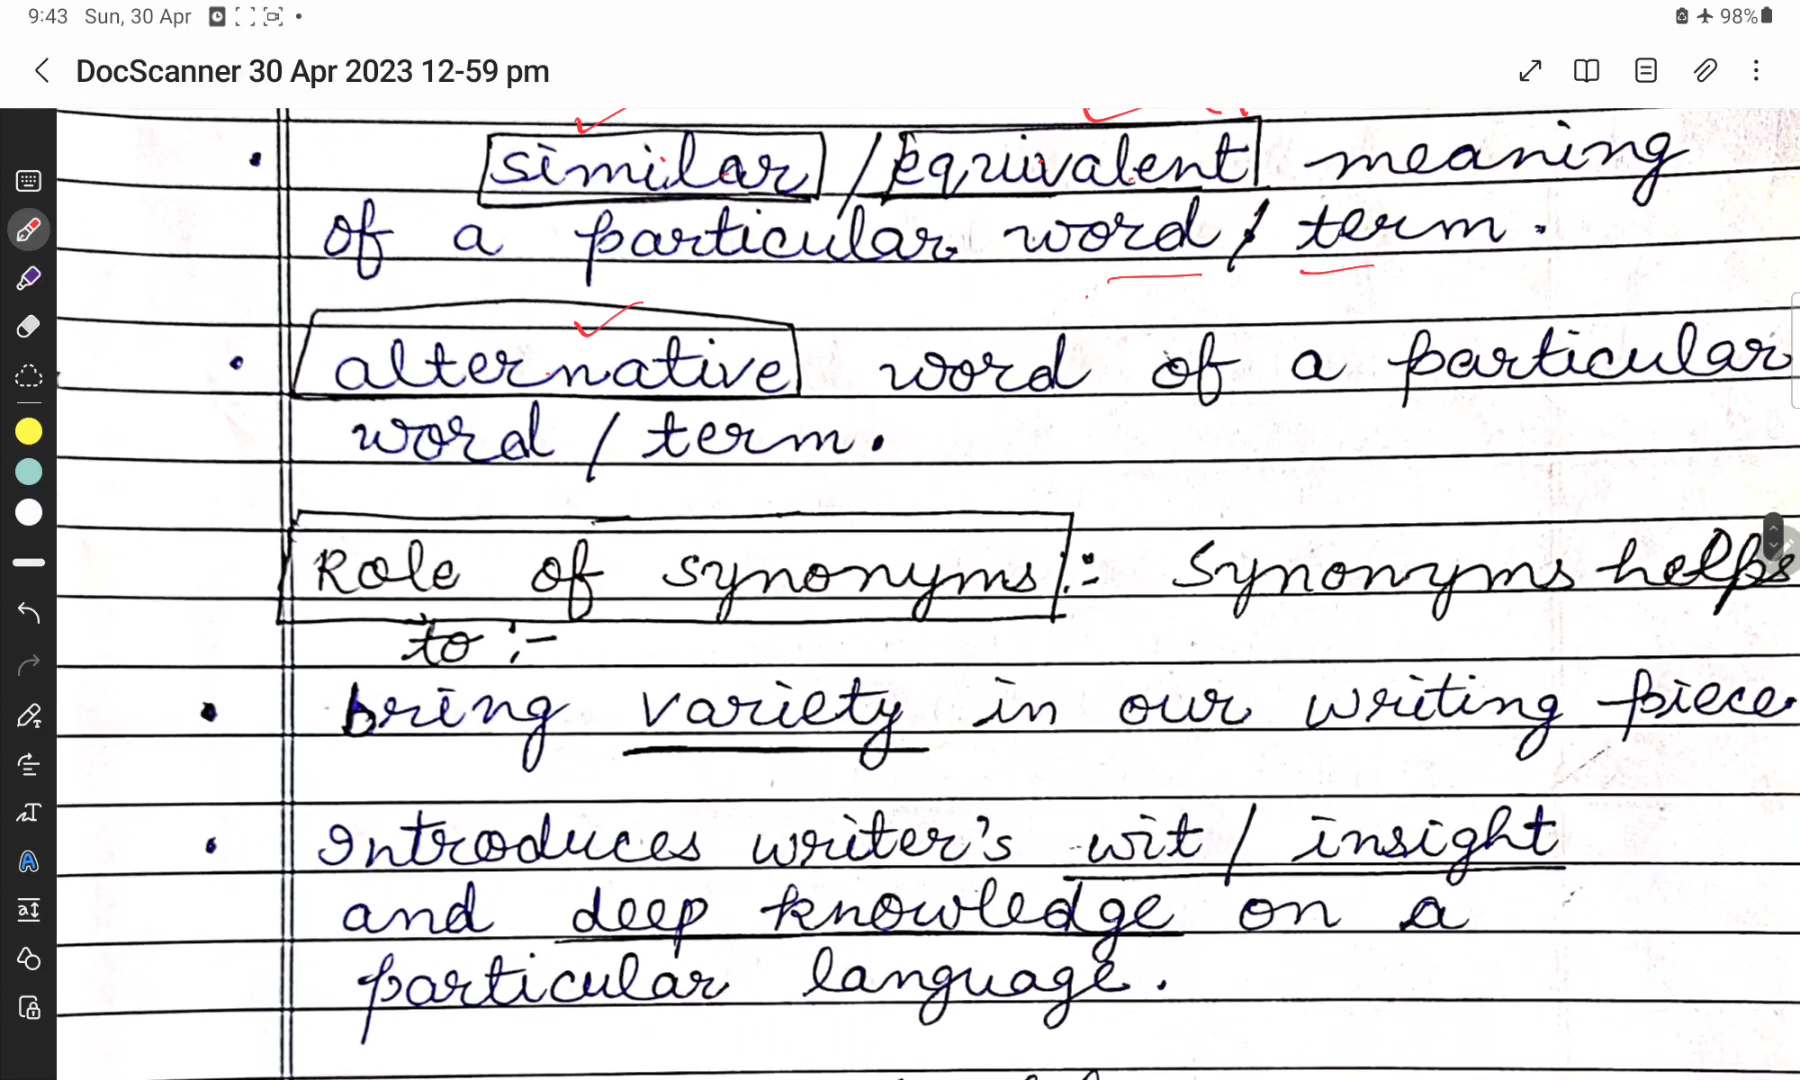 9:43 Sun, 30 Apr
98%
DocScanner 30 Apr 2023 12-59 pm
• similar / equivalent meaning
of a particular word / term.
• alternative word of a particular
word / term.
Role of synonyms :- Synonyms helps
to :-
• bring variety in our writing piece.
• Introduces writer's wit / insight
and deep knowledge on a
particular language.